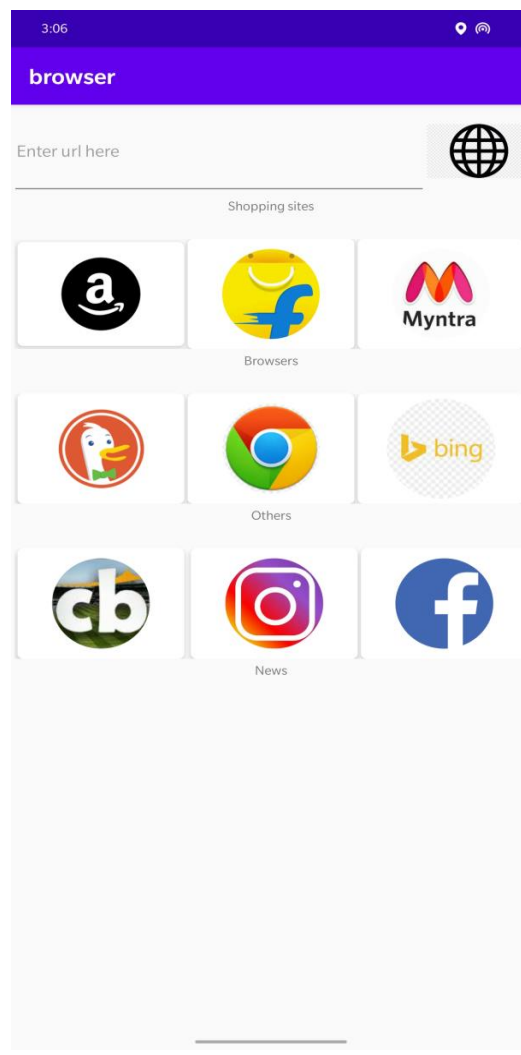 3:06
browser
Enter url here
Shopping sites
a
f
Myntra
Browsers
b bing
Others
cb
f
News